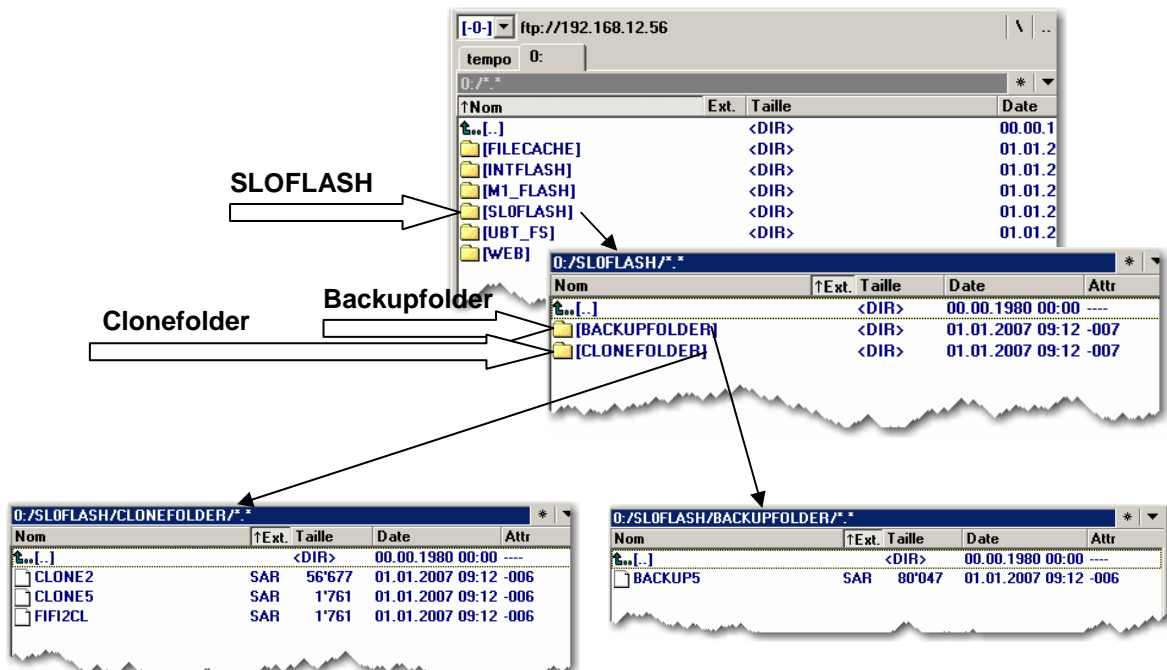 [-0-] ftp://192.168.12.56 \ ..
tempo 0:
0:/*.* * 
↑Nom Ext. Taille Date
[..] <DIR> 00.00.1
[FILECACHE] <DIR> 01.01.2
[INTFLASH] <DIR> 01.01.2
[M1_FLASH] <DIR> 01.01.2
SLOFLASH
[SL0FLASH] <DIR> 01.01.2
[UBT_FS] <DIR> 01.01.2
[WEB]
0:/SL0FLASH/*.* *
Nom ↑Ext. Taille Date Attr
[..] <DIR> 00.00.1980 00:00 ----
Backupfolder
[BACKUPFOLDER] <DIR> 01.01.2007 09:12 -007
Clonefolder
[CLONEFOLDER] <DIR> 01.01.2007 09:12 -007
0:/SL0FLASH/CLONEFOLDER/*.* *
Nom ↑Ext. Taille Date Attr
[..] <DIR> 00.00.1980 00:00 ----
CLONE2 SAR 56'677 01.01.2007 09:12 -006
CLONE5 SAR 1'761 01.01.2007 09:12 -006
FIFI2CL SAR 1'761 01.01.2007 09:12 -006
0:/SL0FLASH/BACKUPFOLDER/*.* *
Nom ↑Ext. Taille Date Attr
[..] <DIR> 00.00.1980 00:00 ----
BACKUP5 SAR 80'047 01.01.2007 09:12 -006